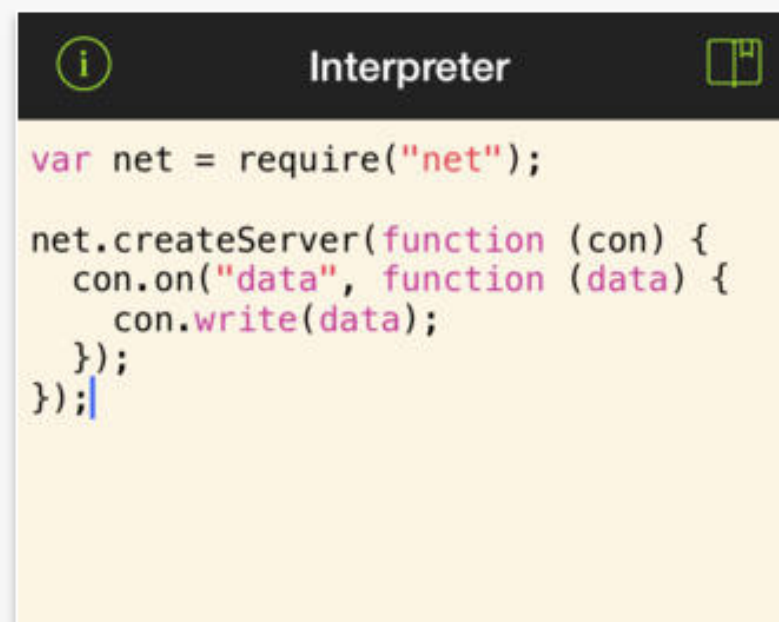 i
Interpreter
var net = require("net");
net.createServer(function (con) {
  con.on("data", function (data) {
    con.write(data);
  });
});